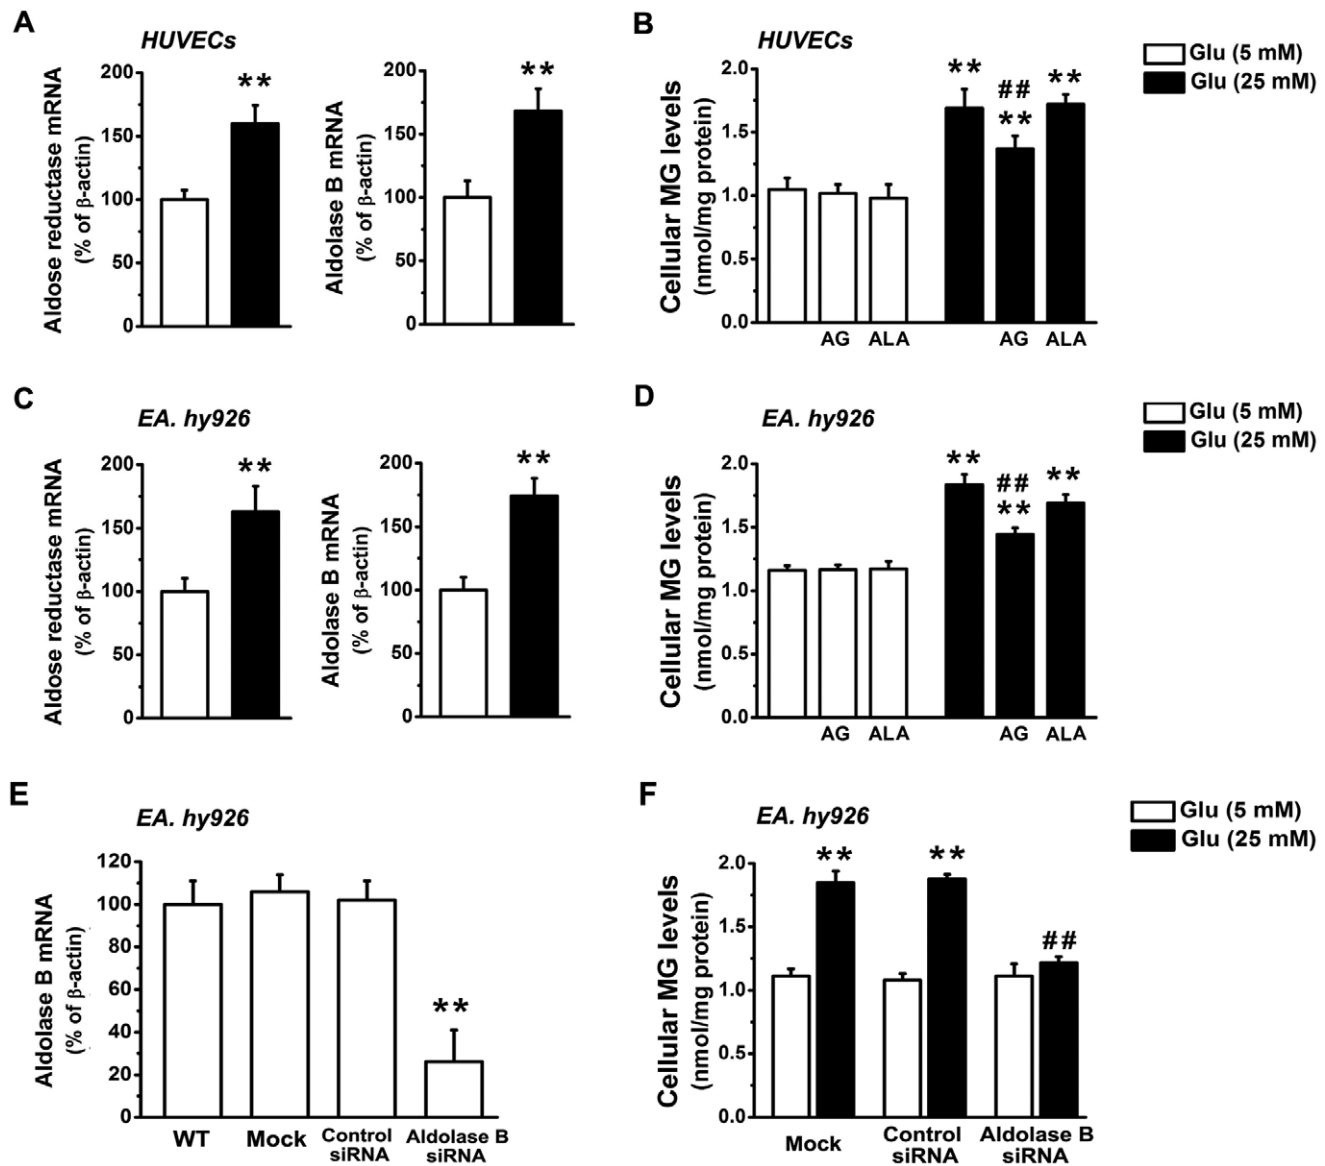 A
HUVECs
Aldose reductase mRNA
(% of β-actin)
200
150
100
50
0
**
Aldolase B mRNA
(% of β-actin)
200
150
100
50
0
**
B
HUVECs
Cellular MG levels
(nmol/mg protein)
2.0
1.5
1.0
0.5
0.0
**
##
**
**
AG ALA AG ALA
Glu (5 mM)
Glu (25 mM)
C
EA. hy926
Aldose reductase mRNA
(% of β-actin)
200
150
100
50
0
**
Aldolase B mRNA
(% of β-actin)
200
150
100
50
0
**
D
EA. hy926
Cellular MG levels
(nmol/mg protein)
2.0
1.5
1.0
0.5
0.0
**
##
**
**
AG ALA AG ALA
Glu (5 mM)
Glu (25 mM)
E
EA. hy926
Aldolase B mRNA
(% of β-actin)
120
100
80
60
40
20
0
**
WT Mock Control siRNA Aldolase B siRNA
F
EA. hy926
Cellular MG levels
(nmol/mg protein)
2.0
1.5
1.0
0.5
0.0
**
**
##
Mock Control siRNA Aldolase B siRNA
Glu (5 mM)
Glu (25 mM)